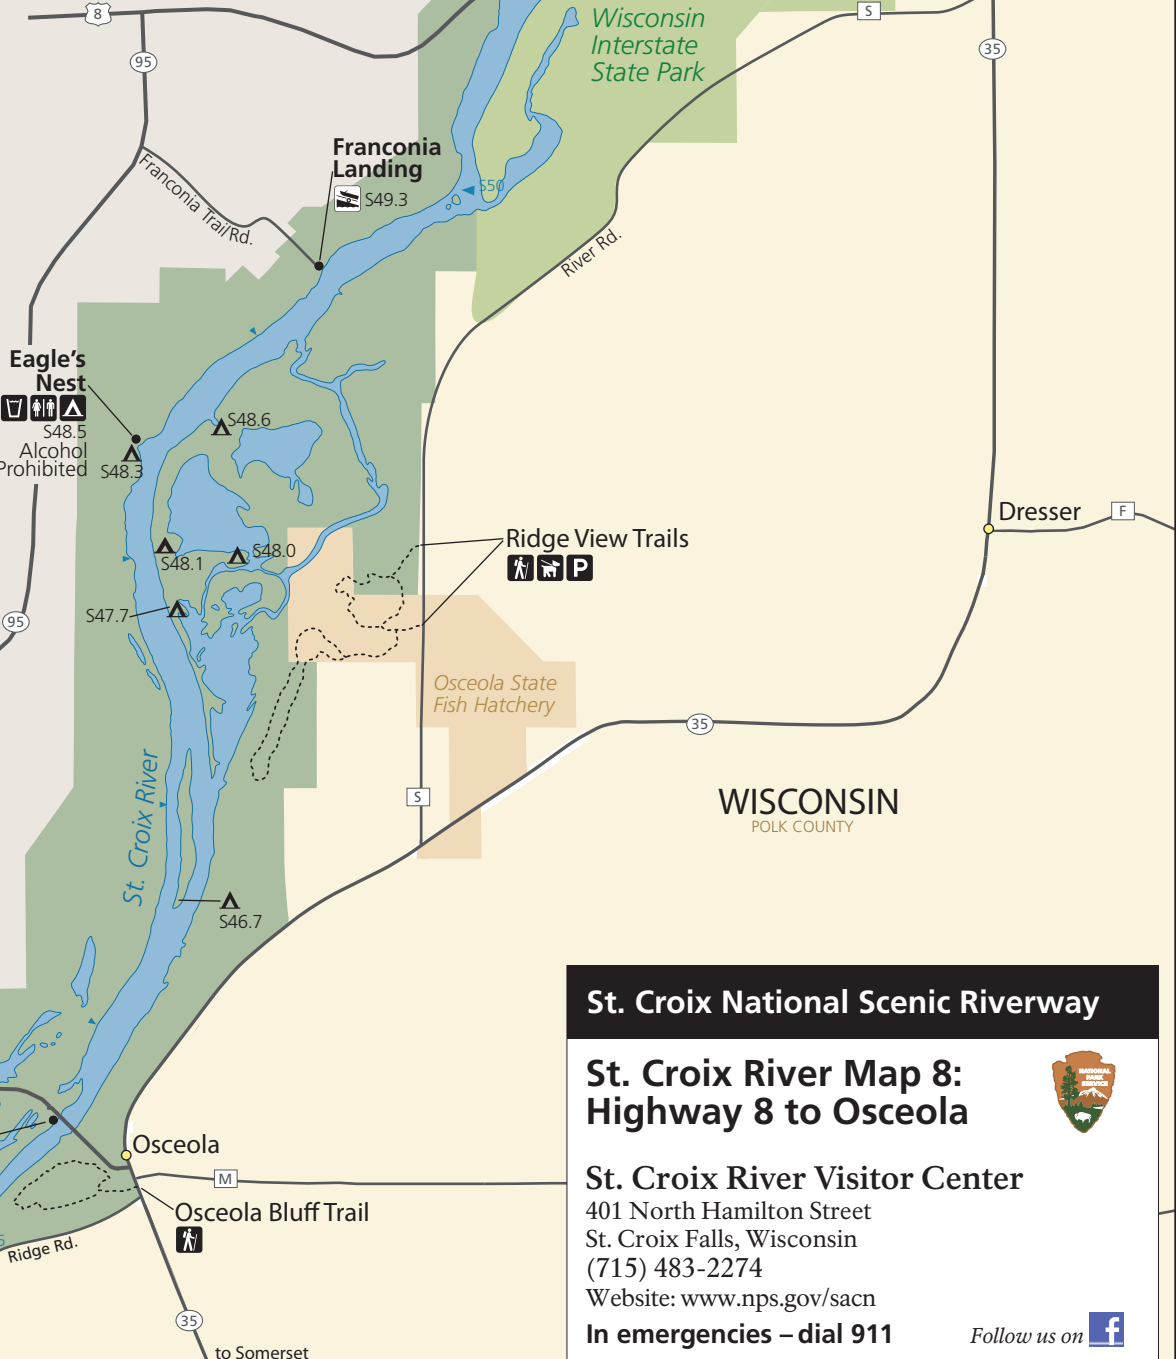 8
95
Wisconsin
Interstate
State Park
S
35
Franconia
Landing
S49.3
S50
Franconia Trail/Rd.
River Rd.
Eagle's
Nest
S48.5
Alcohol
Prohibited
S48.3
S48.6
S48.1
S48.0
S47.7
95
Ridge View Trails
P
Dresser
F
Osceola State
Fish Hatchery
35
S
WISCONSIN
POLK COUNTY
St. Croix River
S46.7
Osceola
M
Osceola Bluff Trail
Ridge Rd.
35
to Somerset
St. Croix National Scenic Riverway
St. Croix River Map 8:
Highway 8 to Osceola
NATIONAL
PARK
SERVICE
St. Croix River Visitor Center
401 North Hamilton Street
St. Croix Falls, Wisconsin
(715) 483-2274
Website: www.nps.gov/sacn
In emergencies – dial 911
Follow us on f